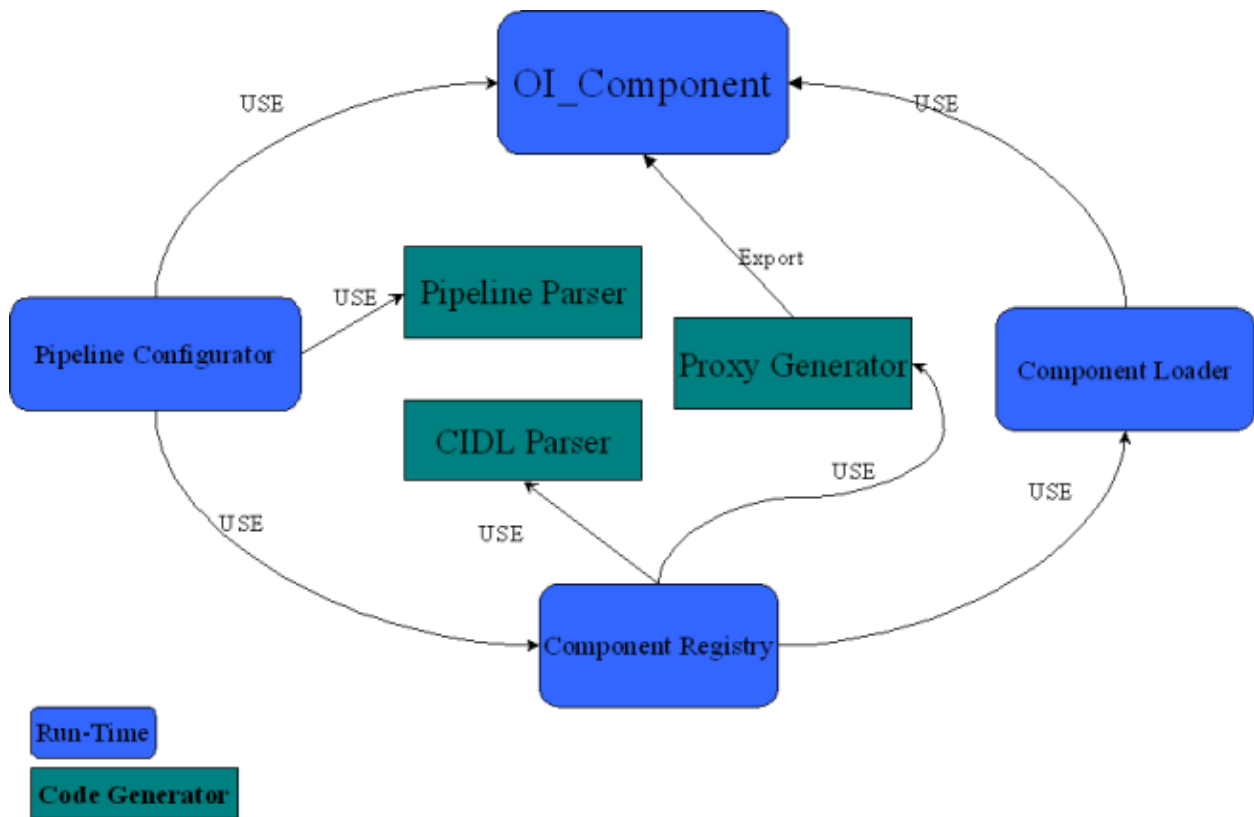 OI_Component
USE
USE
Export
Pipeline Parser
USE
Pipeline Configurator
Proxy Generator
Component Loader
CIDL Parser
USE
USE
USE
USE
Component Registry
Run-Time
Code Generator